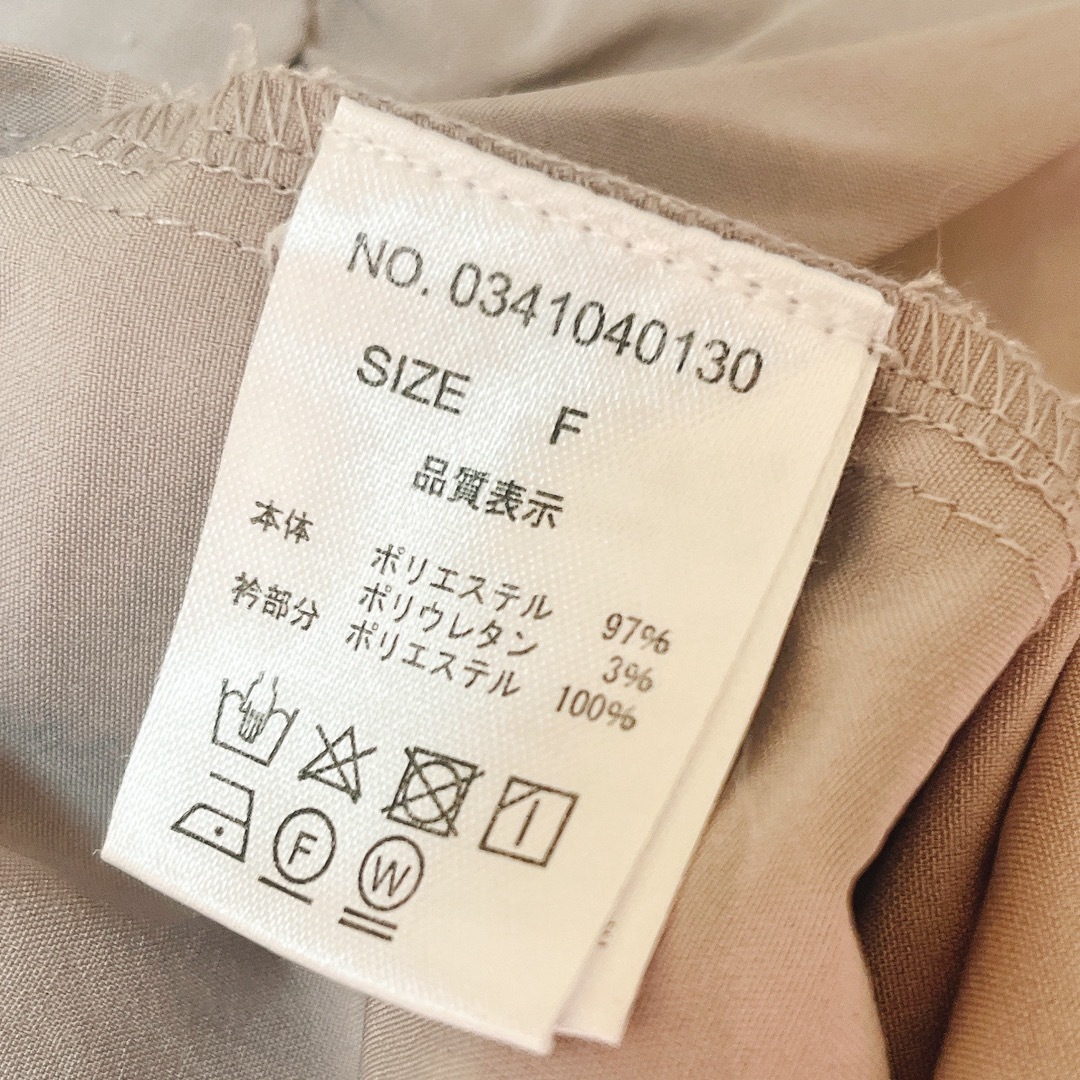 NO. 0341040130
SIZE F
品質表示
本体 ポリエステル 97%
ポリウレタン 3%
衿部分 ポリエステル 100%
F W